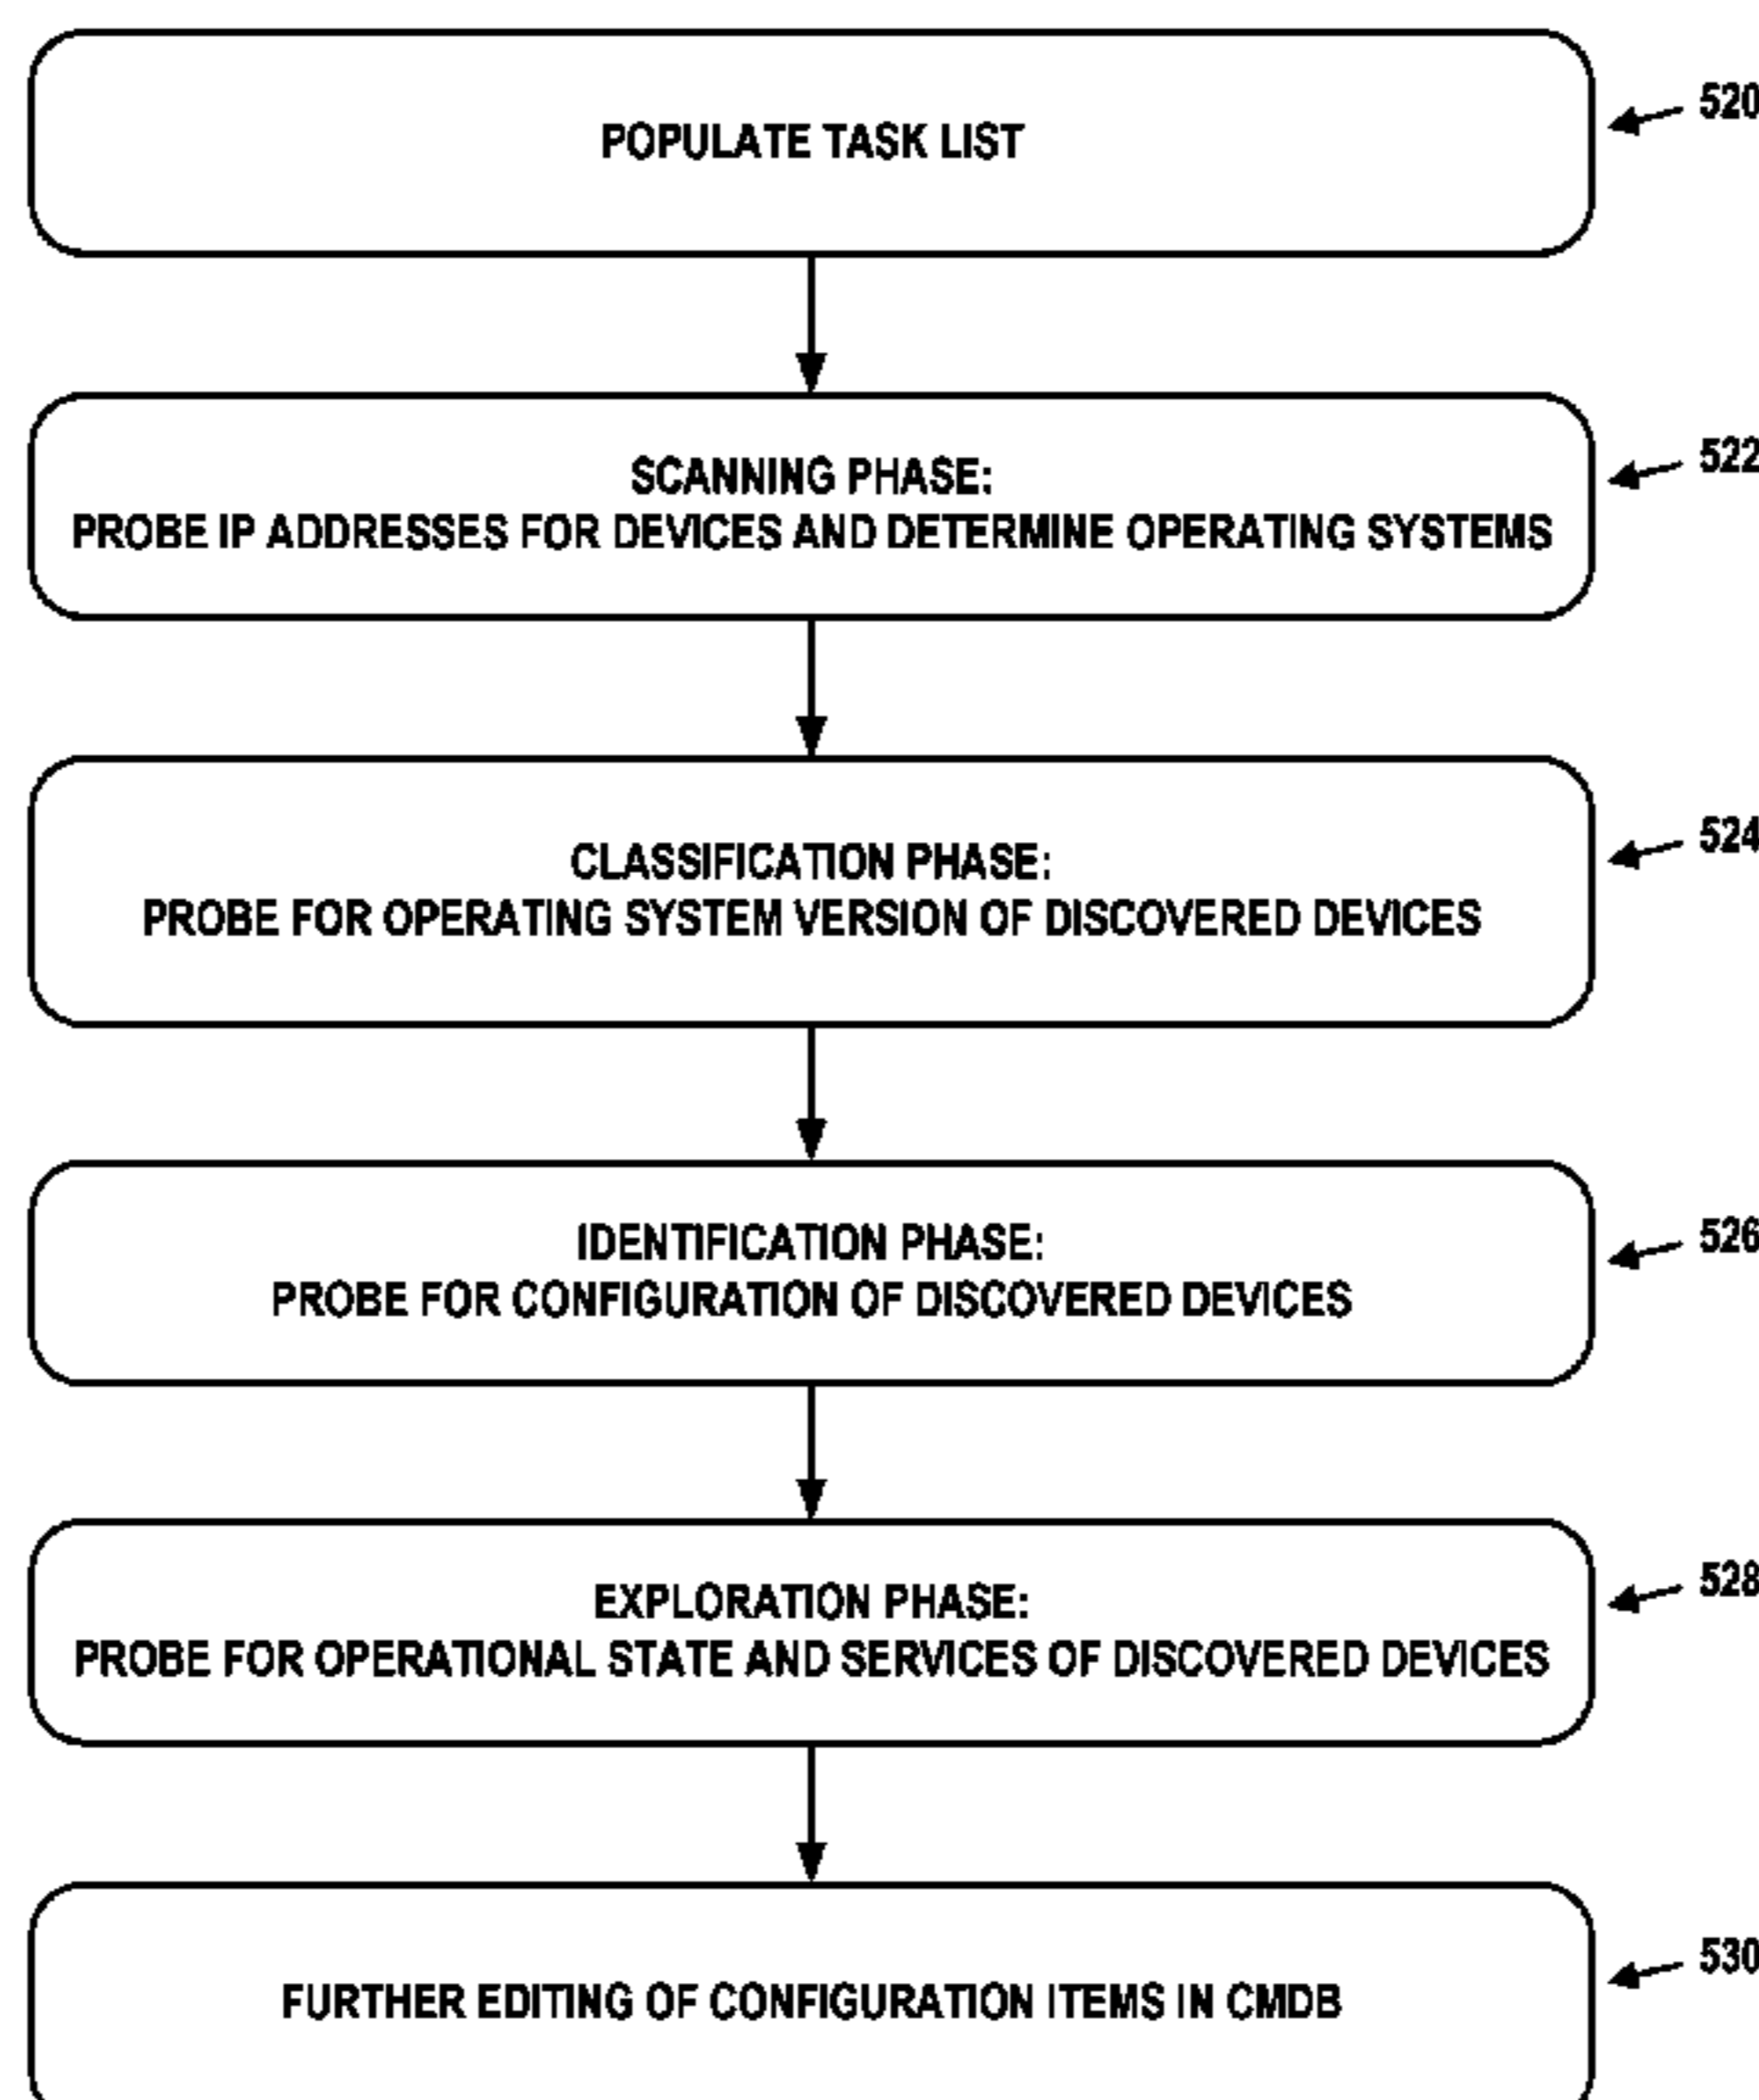 POPULATE TASK LIST
520
SCANNING PHASE:
PROBE IP ADDRESSES FOR DEVICES AND DETERMINE OPERATING SYSTEMS
522
CLASSIFICATION PHASE:
PROBE FOR OPERATING SYSTEM VERSION OF DISCOVERED DEVICES
524
IDENTIFICATION PHASE:
PROBE FOR CONFIGURATION OF DISCOVERED DEVICES
526
EXPLORATION PHASE:
PROBE FOR OPERATIONAL STATE AND SERVICES OF DISCOVERED DEVICES
528
FURTHER EDITING OF CONFIGURATION ITEMS IN CMDB
530